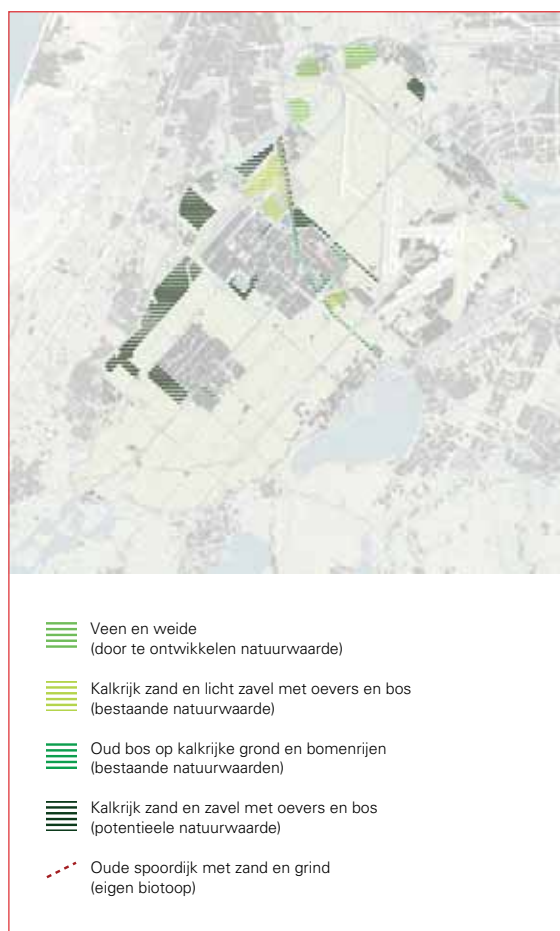 Veen en weide
(door te ontwikkelen natuurwaarde)
Kalkrijk zand en licht zavel met oevers en bos
(bestaande natuurwaarde)
Oud bos op kalkrijke grond en bomenrijen
(bestaande natuurwaarden)
Kalkrijk zand en zavel met oevers en bos
(potentieele natuurwaarde)
Oude spoordijk met zand en grind
(eigen biotoop)